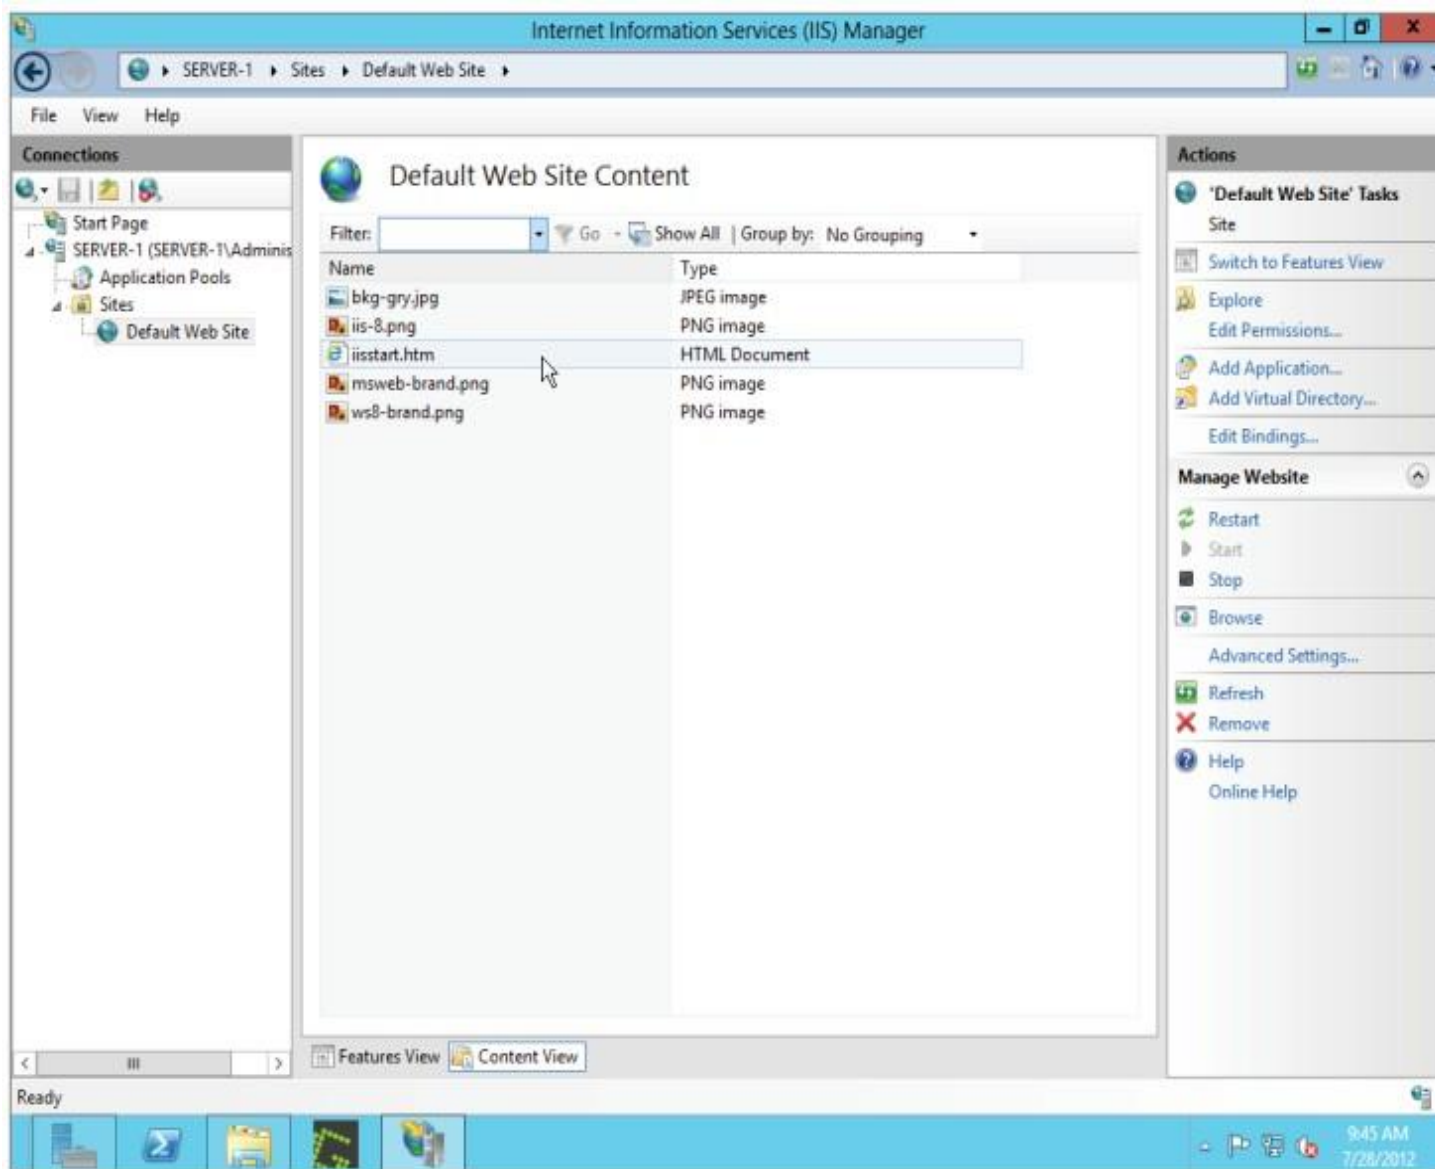 Internet Information Services (IIS) Manager
SERVER-1 Sites Default Web Site
File View Help
Connections
Start Page
SERVER-1 (SERVER-1\Adminis
Application Pools
Sites
Default Web Site
Default Web Site Content
Filter: Go Show All Group by: No Grouping
Name Type
bkg-gry.jpg JPEG image
iis-8.png PNG image
iisstart.htm HTML Document
msweb-brand.png PNG image
ws8-brand.png PNG image
Features View Content View
Actions
'Default Web Site' Tasks
Site
Switch to Features View
Explore
Edit Permissions...
Add Application...
Add Virtual Directory...
Edit Bindings...
Manage Website
Restart
Start
Stop
Browse
Advanced Settings...
Refresh
Remove
Help
Online Help
Ready
9:45 AM
7/28/2012